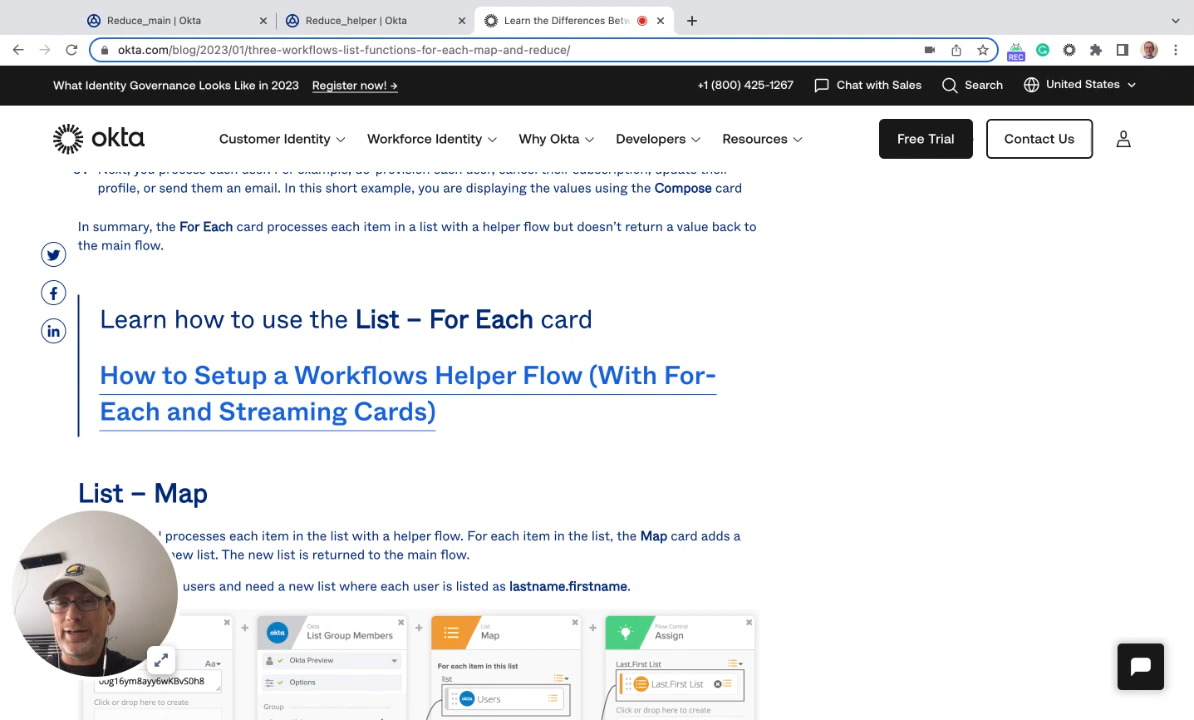 Reduce_main | Okta
Reduce_helper | Okta
Learn the Differences Betw
okta.com/blog/2023/01/three-workflows-list-functions-for-each-map-and-reduce/
REC
What Identity Governance Looks Like in 2023 Register now! →
+1 (800) 425-1267 Chat with Sales Search United States
okta
Customer Identity Workforce Identity Why Okta Developers Resources
Free Trial Contact Us
profile, or send them an email. In this short example, you are displaying the values using the Compose card
In summary, the For Each card processes each item in a list with a helper flow but doesn't return a value back to
the main flow.
Learn how to use the List – For Each card
How to Setup a Workflows Helper Flow (With For-
Each and Streaming Cards)
List – Map
processes each item in the list with a helper flow. For each item in the list, the Map card adds a
new list. The new list is returned to the main flow.
users and need a new list where each user is listed as lastname.firstname.
Aa
00g16ym8ayy6wKBvS0h8
Click or drop here to create
okta
Okta
List Group Members
Okta Preview
Options
Group
List
Map
For each item in this list
list
okta Users
Flow Control
Assign
Last.First List
Last.First List
Click or drop here to create